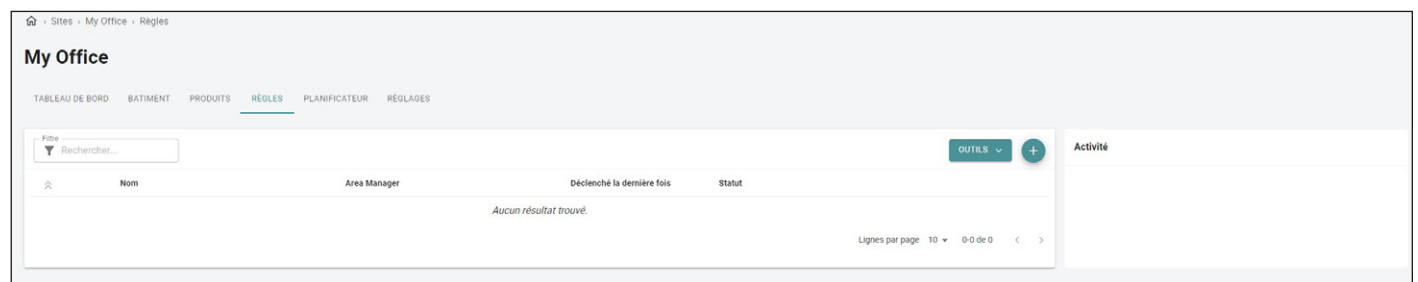 Sites › My Office › Règles
My Office
TABLEAU DE BORD BATIMENT PRODUITS RÈGLES PLANIFICATEUR RÉGLAGES
Filtre
Rechercher...
OUTILS
Activité
Nom Area Manager Déclenché la dernière fois Statut
Aucun résultat trouvé.
Lignes par page 10 0-0 de 0